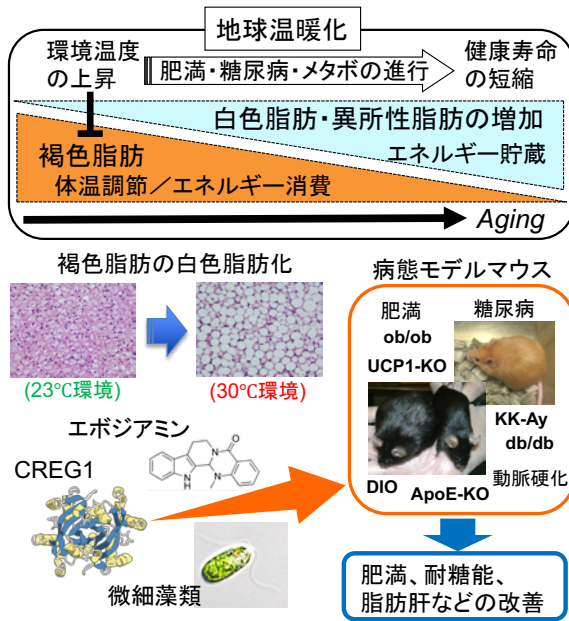 地球温暖化
環境温度
の上昇
肥満・糖尿病・メタボの進行
健康寿命
の短縮
白色脂肪・異所性脂肪の増加
エネルギー貯蔵
褐色脂肪
体温調節／エネルギー消費
Aging
褐色脂肪の白色脂肪化
(23℃環境)
(30℃環境)
病態モデルマウス
肥満
ob/ob
UCP1-KO
糖尿病
KK-Ay
db/db
DIO
ApoE-KO
動脈硬化
エボジアミン
N
H
N
N
O
CREG1
微細藻類
肥満、耐糖能、
脂肪肝などの改善